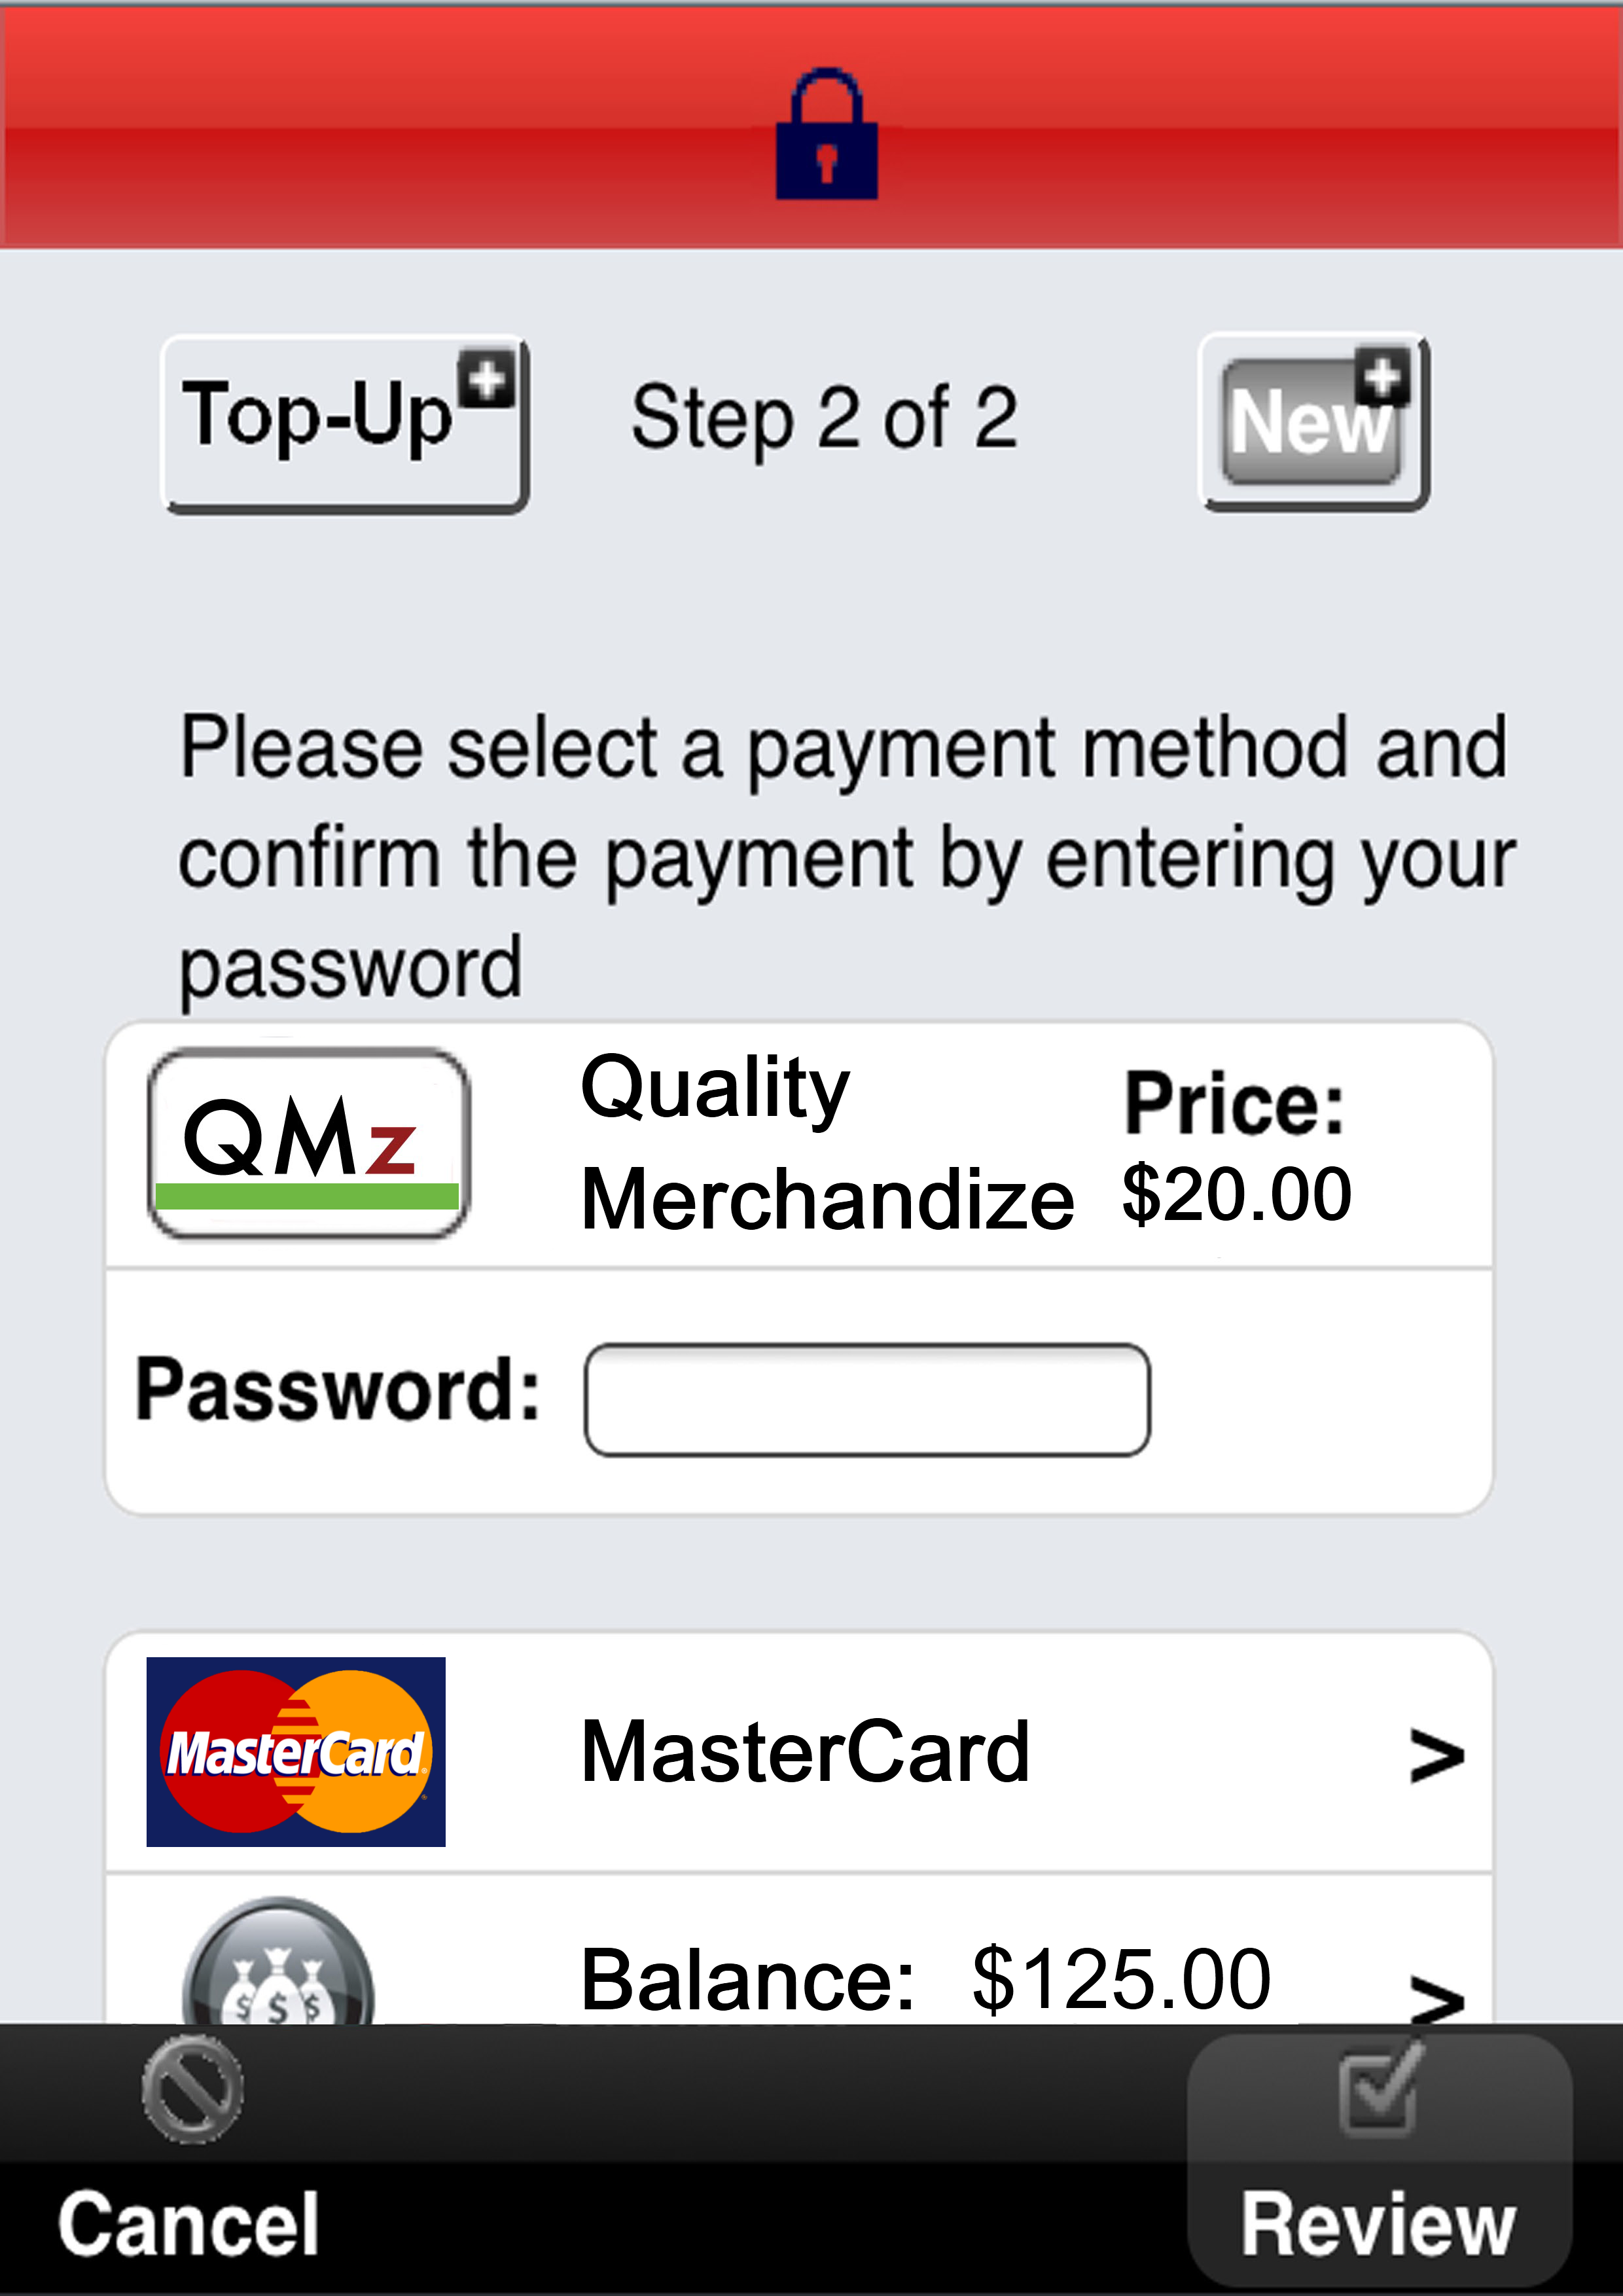 Top-Up
Step 2 of 2
New
Please select a payment method and
confirm the payment by entering your
password
QMz
Quality
Merchandize
Price:
$20.00
Password:
MasterCard
MasterCard >
$ $ $
Balance: $125.00 >
Cancel
Review